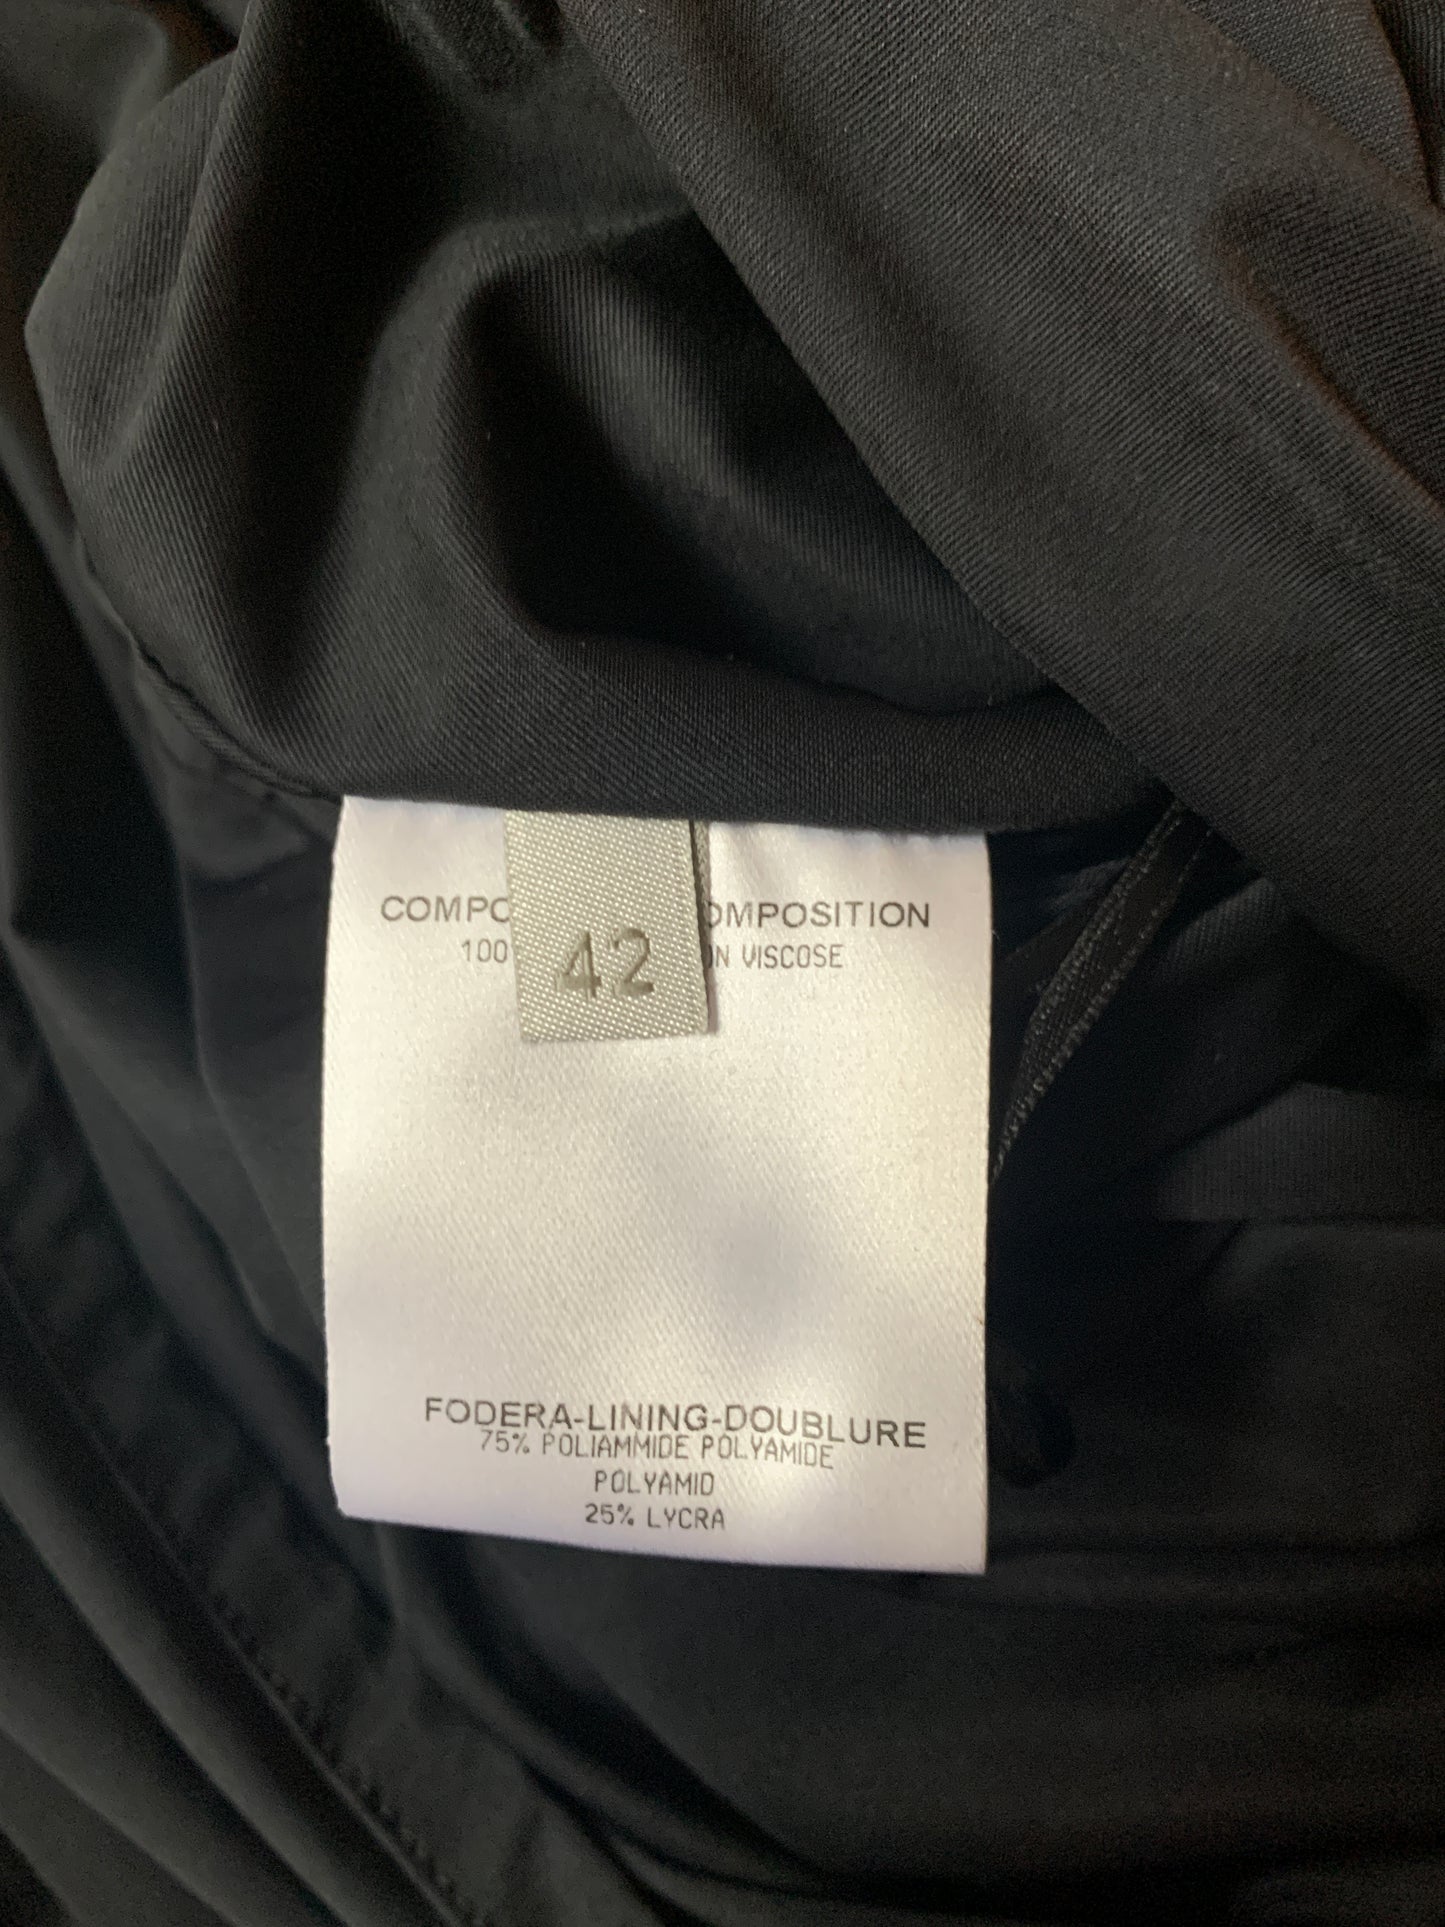 COMPO
42
OMPOSITION
100
N VISCOSE
FODERA-LINING-DOUBLURE
75% POLIAMMIDE POLYAMIDE
POLYAMID
25% LYCRA